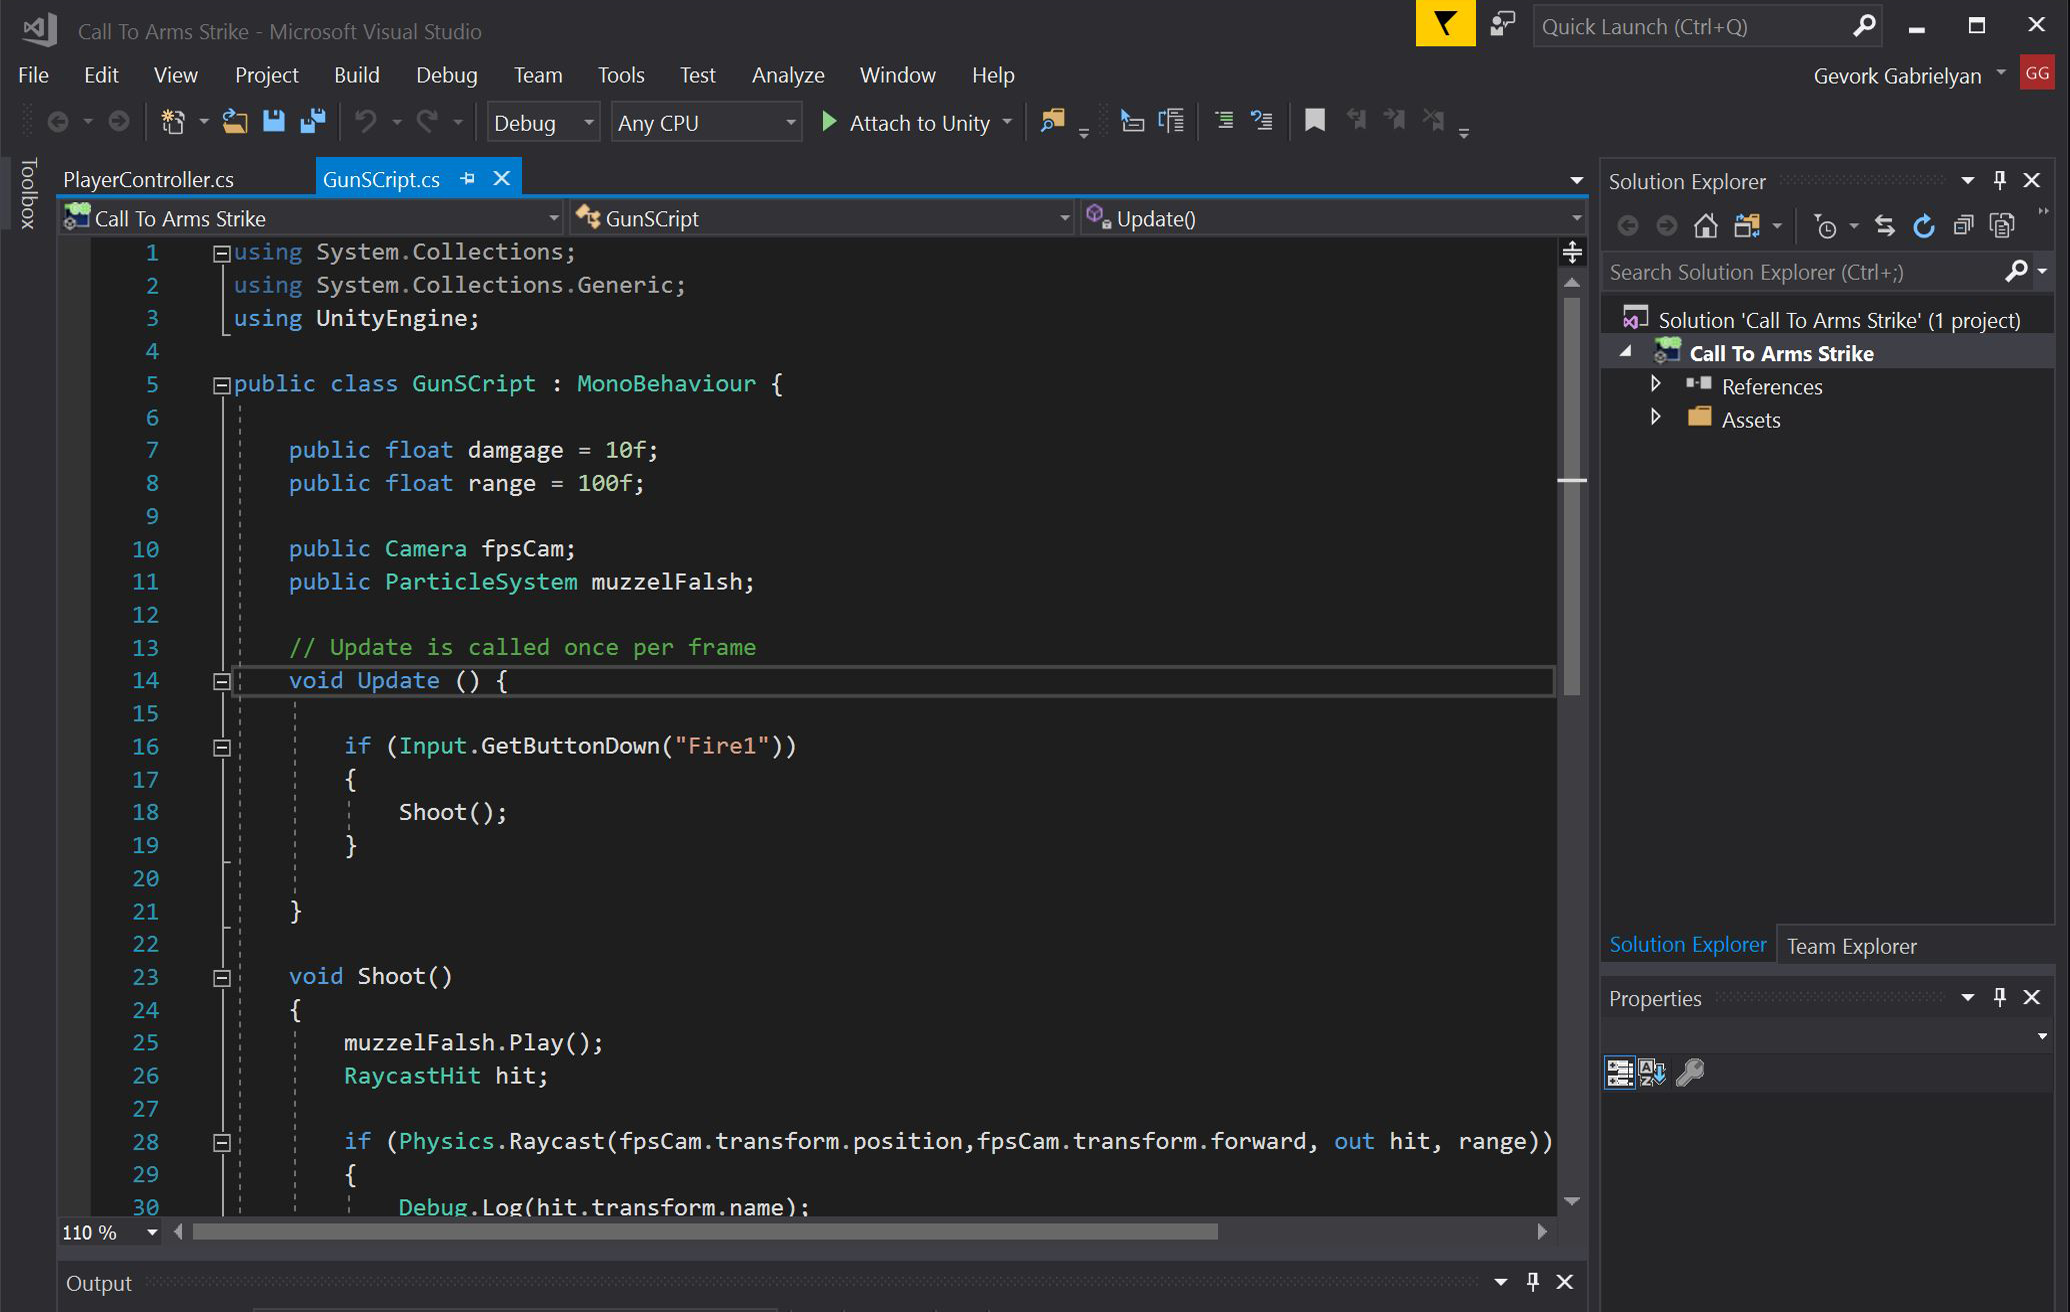 Call To Arms Strike - Microsoft Visual Studio
Quick Launch (Ctrl+Q)
File Edit View Project Build Debug Team Tools Test Analyze Window Help
Gevork Gabrielyan GG
Debug Any CPU Attach to Unity
Toolbox
PlayerController.cs GunSCript.cs
Call To Arms Strike GunSCript Update()
1 using System.Collections;
2 using System.Collections.Generic;
3 using UnityEngine;
4
5 public class GunSCript : MonoBehaviour {
6
7 public float damgage = 10f;
8 public float range = 100f;
9
10 public Camera fpsCam;
11 public ParticleSystem muzzelFalsh;
12
13 // Update is called once per frame
14 void Update () {
15
16 if (Input.GetButtonDown("Fire1"))
17 {
18 Shoot();
19 }
20
21 }
22
23 void Shoot()
24 {
25 muzzelFalsh.Play();
26 RaycastHit hit;
27
28 if (Physics.Raycast(fpsCam.transform.position,fpsCam.transform.forward, out hit, range))
29 {
30 Debug.Log(hit.transform.name);
110 %
Output
Solution Explorer
Search Solution Explorer (Ctrl+;)
Solution 'Call To Arms Strike' (1 project)
Call To Arms Strike
References
Assets
Solution Explorer Team Explorer
Properties